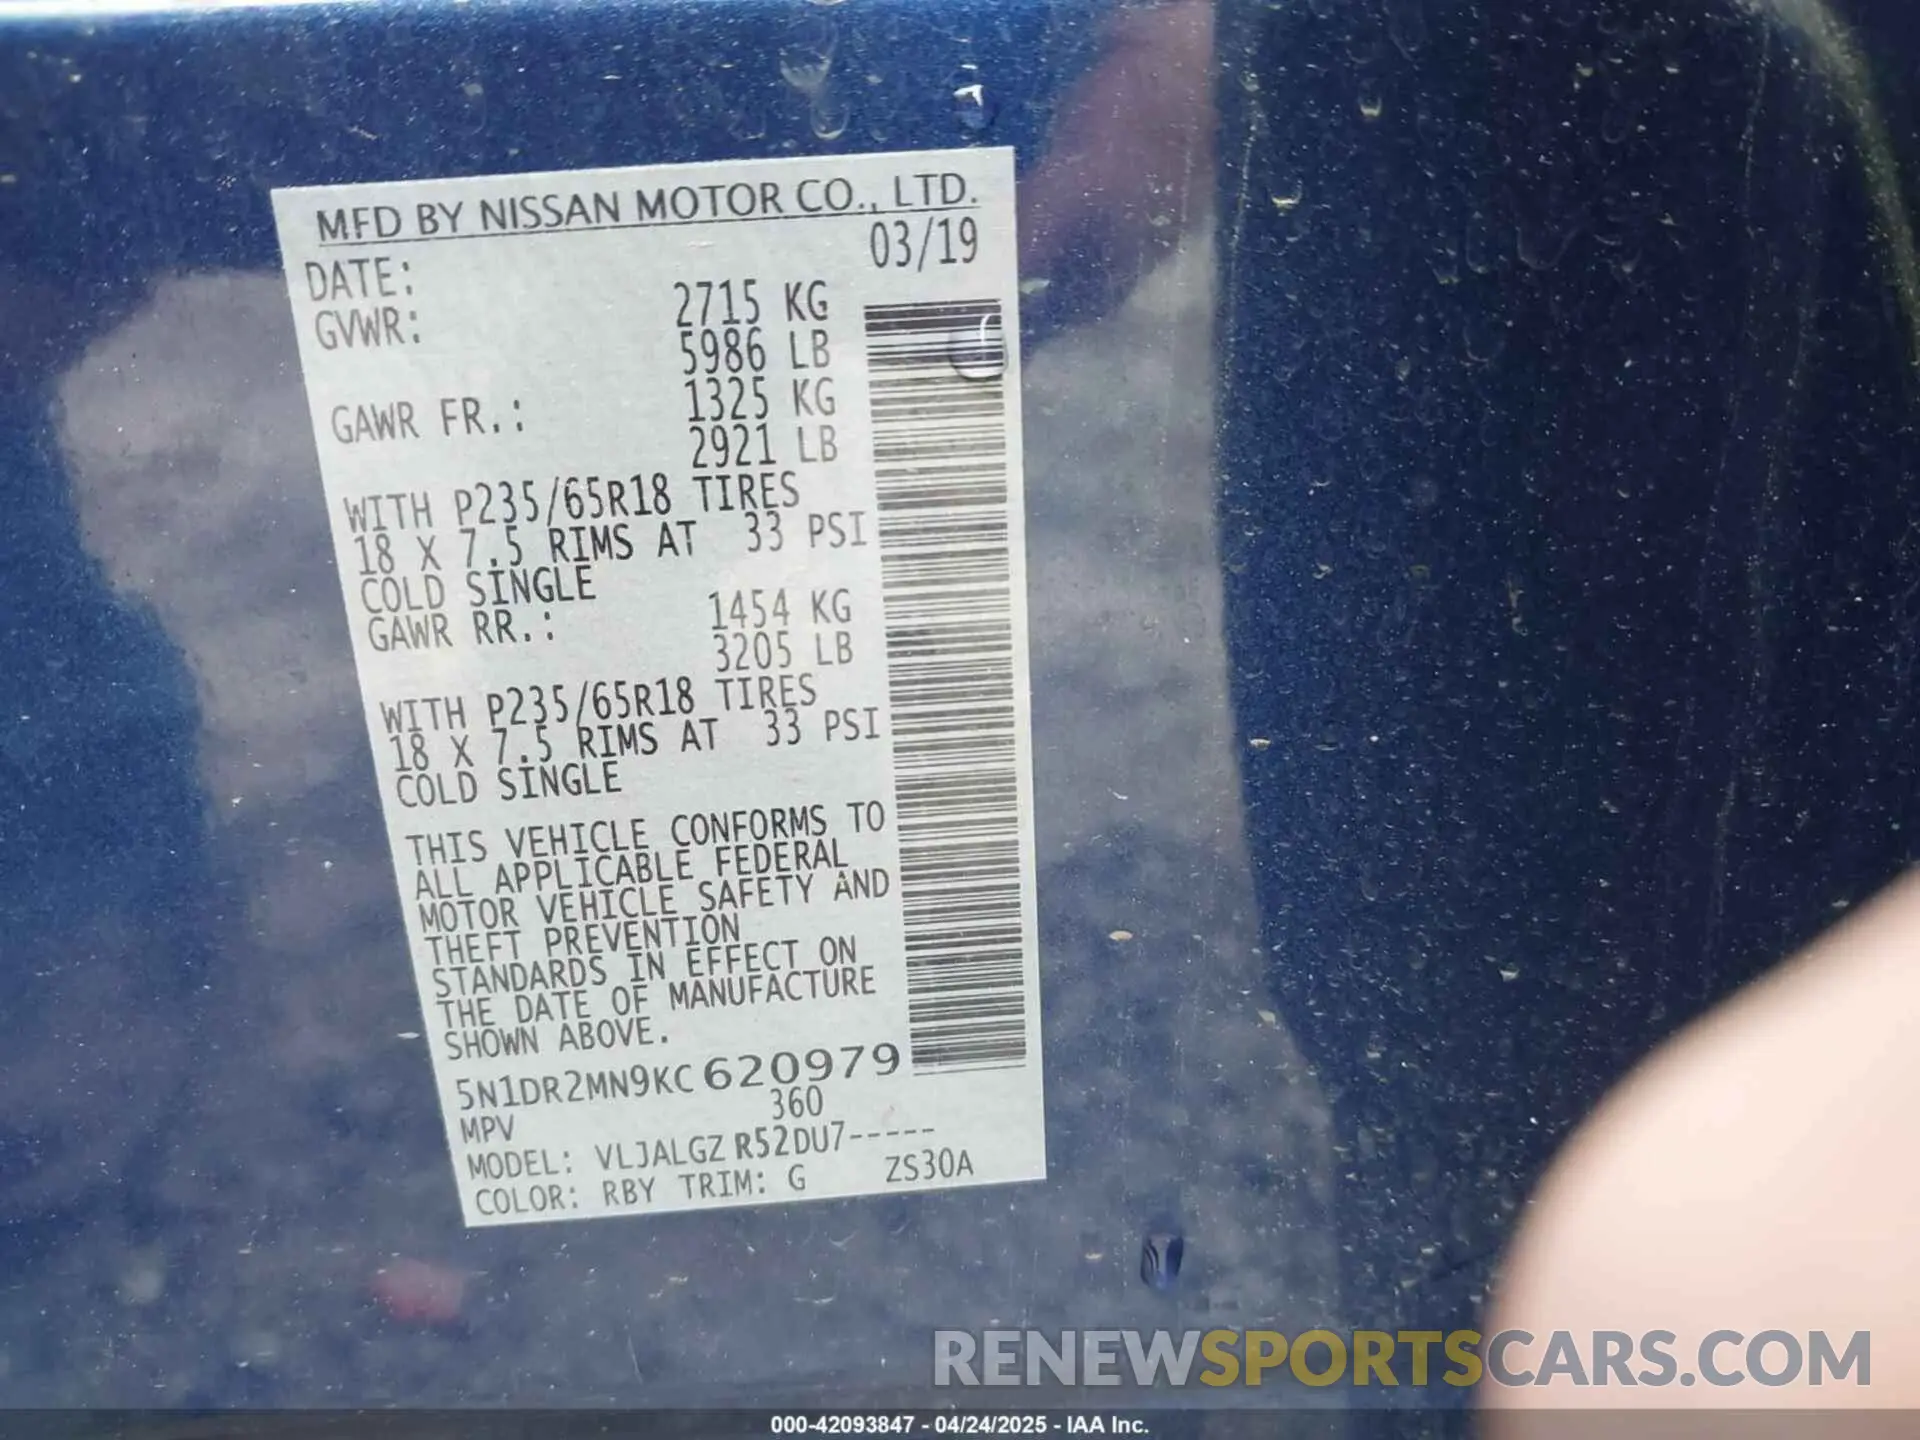 MFD BY NISSAN MOTOR CO., LTD.
DATE: 03/19
GVWR: 2715 KG
5986 LB
GAWR FR.: 1325 KG
2921 LB
WITH P235/65R18 TIRES
18 X 7.5 RIMS AT 33 PSI
COLD SINGLE
GAWR RR.: 1454 KG
3205 LB
WITH P235/65R18 TIRES
18 X 7.5 RIMS AT 33 PSI
COLD SINGLE
THIS VEHICLE CONFORMS TO
ALL APPLICABLE FEDERAL
MOTOR VEHICLE SAFETY AND
THEFT PREVENTION
STANDARDS IN EFFECT ON
THE DATE OF MANUFACTURE
SHOWN ABOVE.
5N1DR2MN9KC620979
MPV 360
MODEL: VLJALGZ R52DU7-----
COLOR: RBY TRIM: G ZS30A
RENEWSPORTSCARS.COM
000-42093847 - 04/24/2025 - IAA Inc.